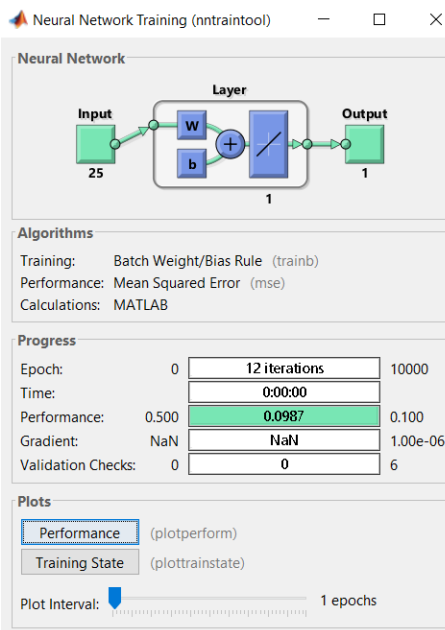 Neural Network Training (nntraintool)
Neural Network
Layer
Input
Output
W
b
+
25
1
1
Algorithms
Training: Batch Weight/Bias Rule (trainb)
Performance: Mean Squared Error (mse)
Calculations: MATLAB
Progress
Epoch: 0 12 iterations 10000
Time: 0:00:00
Performance: 0.500 0.0987 0.100
Gradient: NaN NaN 1.00e-06
Validation Checks: 0 0 6
Plots
Performance (plotperform)
Training State (plottrainstate)
Plot Interval: 1 epochs